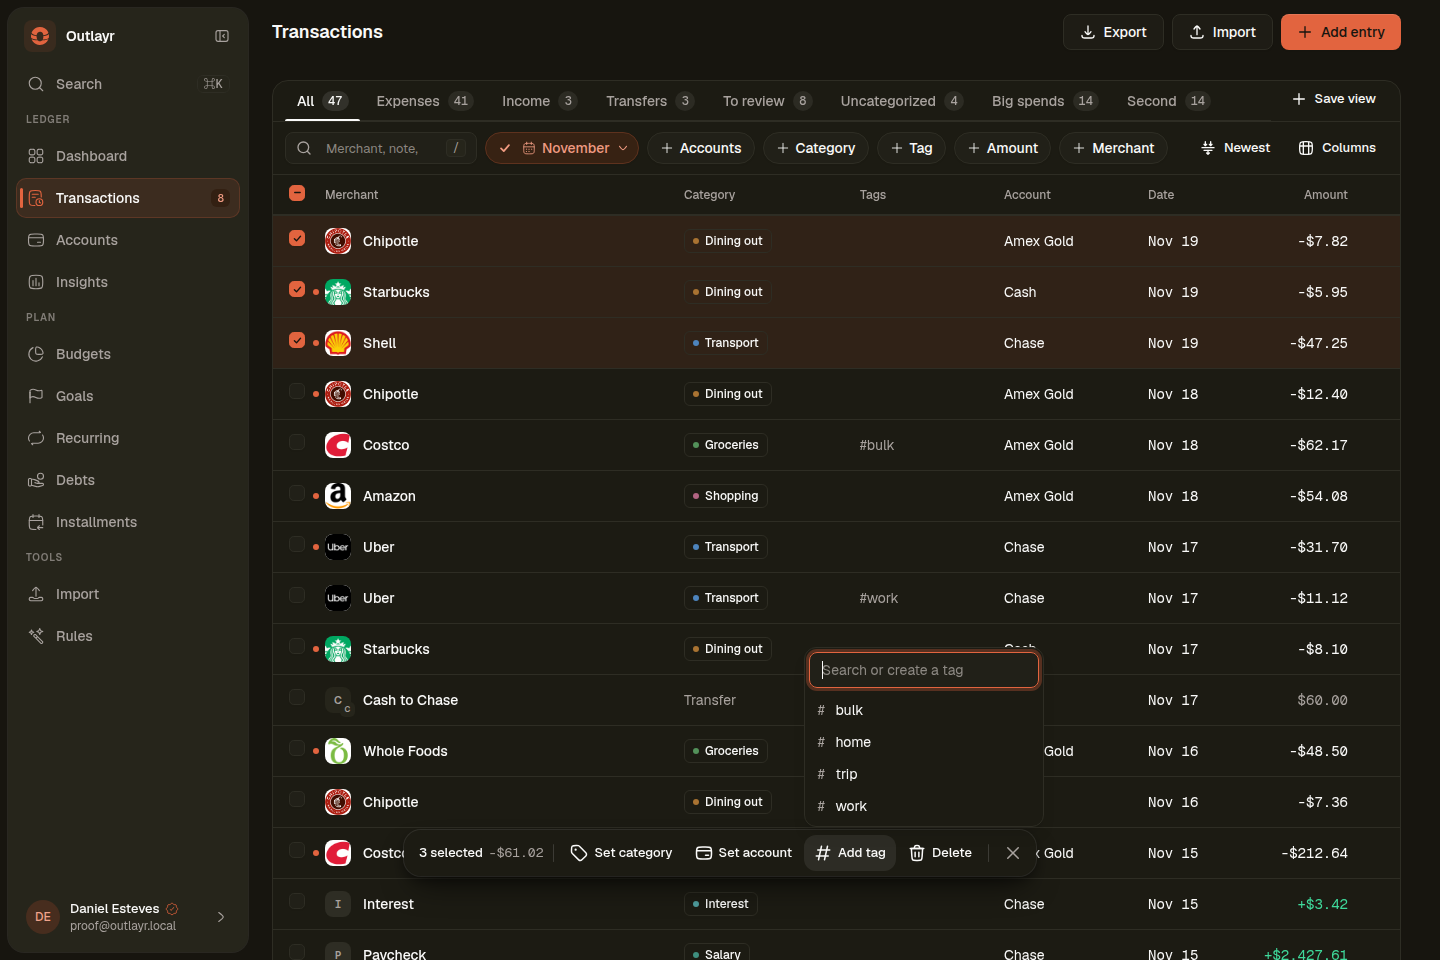 Outlayr
Search ⌘K
LEDGER
Dashboard
Transactions 8
Accounts
Insights
PLAN
Budgets
Goals
Recurring
Debts
Installments
TOOLS
Import
Rules
DE Daniel Esteves
proof@outlayr.local
Transactions
Export Import Add entry
All 47 Expenses 41 Income 3 Transfers 3 To review 8 Uncategorized 4 Big spends 14 Second 14 Save view
Merchant, note, / November Accounts Category Tag Amount Merchant Newest Columns
Merchant Category Tags Account Date Amount
Chipotle Dining out Amex Gold Nov 19 -$7.82
Starbucks Dining out Cash Nov 19 -$5.95
Shell Transport Chase Nov 19 -$47.25
Chipotle Dining out Amex Gold Nov 18 -$12.40
Costco Groceries #bulk Amex Gold Nov 18 -$62.17
Amazon Shopping Amex Gold Nov 18 -$54.08
Uber Uber Transport Chase Nov 17 -$31.70
Uber Uber Transport #work Chase Nov 17 -$11.12
Starbucks Dining out Cash Nov 17 -$8.10
C C Cash to Chase Transfer Nov 17 $60.00
Whole Foods Groceries Gold Nov 16 -$48.50
Chipotle Dining out Nov 16 -$7.36
Costco Gold Nov 15 -$212.64
I Interest Interest Chase Nov 15 +$3.42
P Paycheck Salary Chase Nov 15 +$2,427.61
Search or create a tag
# bulk
# home
# trip
# work
3 selected -$61.02 Set category Set account Add tag Delete